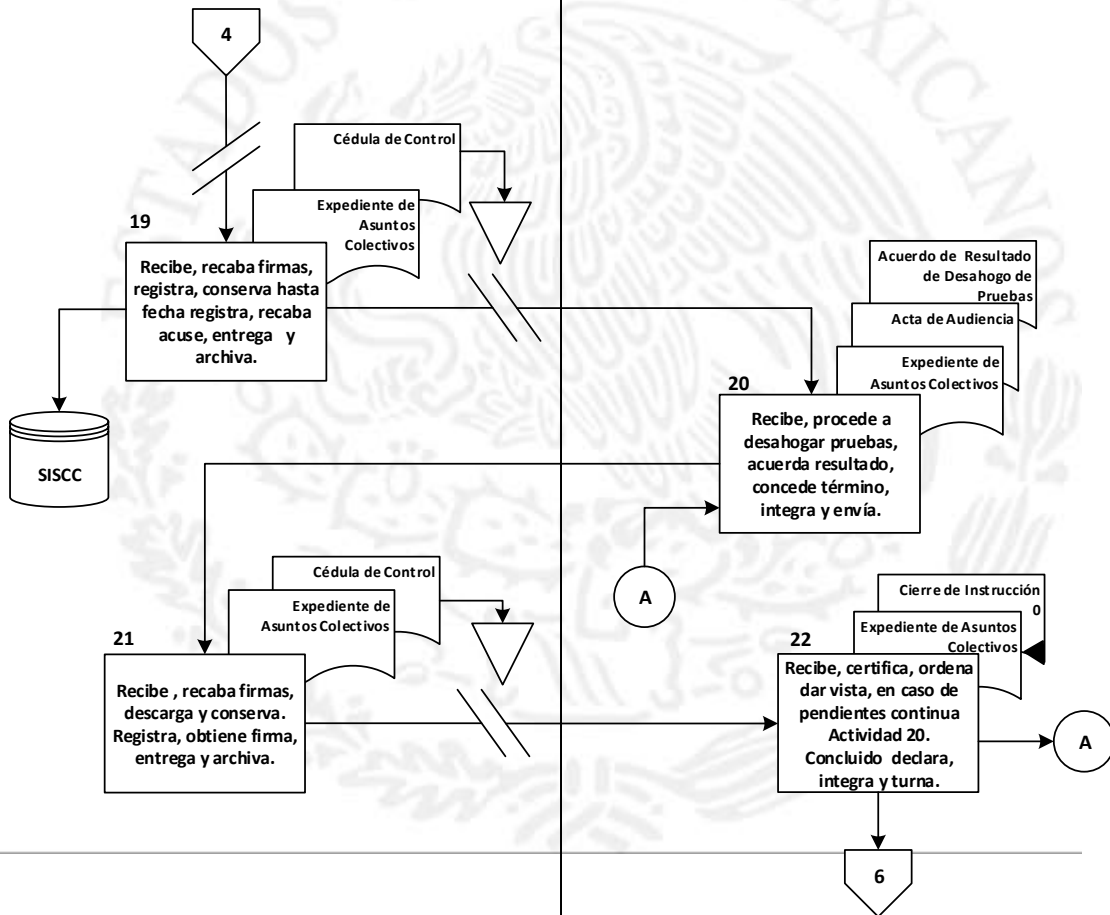 4
Cédula de Control
Expediente de
Asuntos
Colectivos
19
Recibe, recaba firmas,
registra, conserva hasta
fecha registra, recaba
acuse, entrega y
archiva.
SISCC
Acuerdo de Resultado
de Desahogo de
Pruebas
Acta de Audiencia
Expediente de
Asuntos Colectivos
20
Recibe, procede a
desahogar pruebas,
acuerda resultado,
concede término,
integra y envía.
A
Cédula de Control
Expediente de
Asuntos Colectivos
21
Recibe , recaba firmas,
descarga y conserva.
Registra, obtiene firma,
entrega y archiva.
Cierre de Instrucción
0
Expediente de Asuntos
Colectivos
22
Recibe, certifica, ordena
dar vista, en caso de
pendientes continua
Actividad 20.
Concluido declara,
integra y turna.
A
6
ESTADOS
MEXICANOS